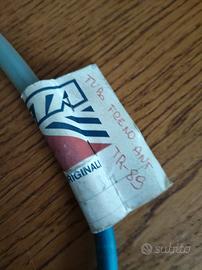 TUBO FRENO ANT
TR-89
ORIGINALI
subito